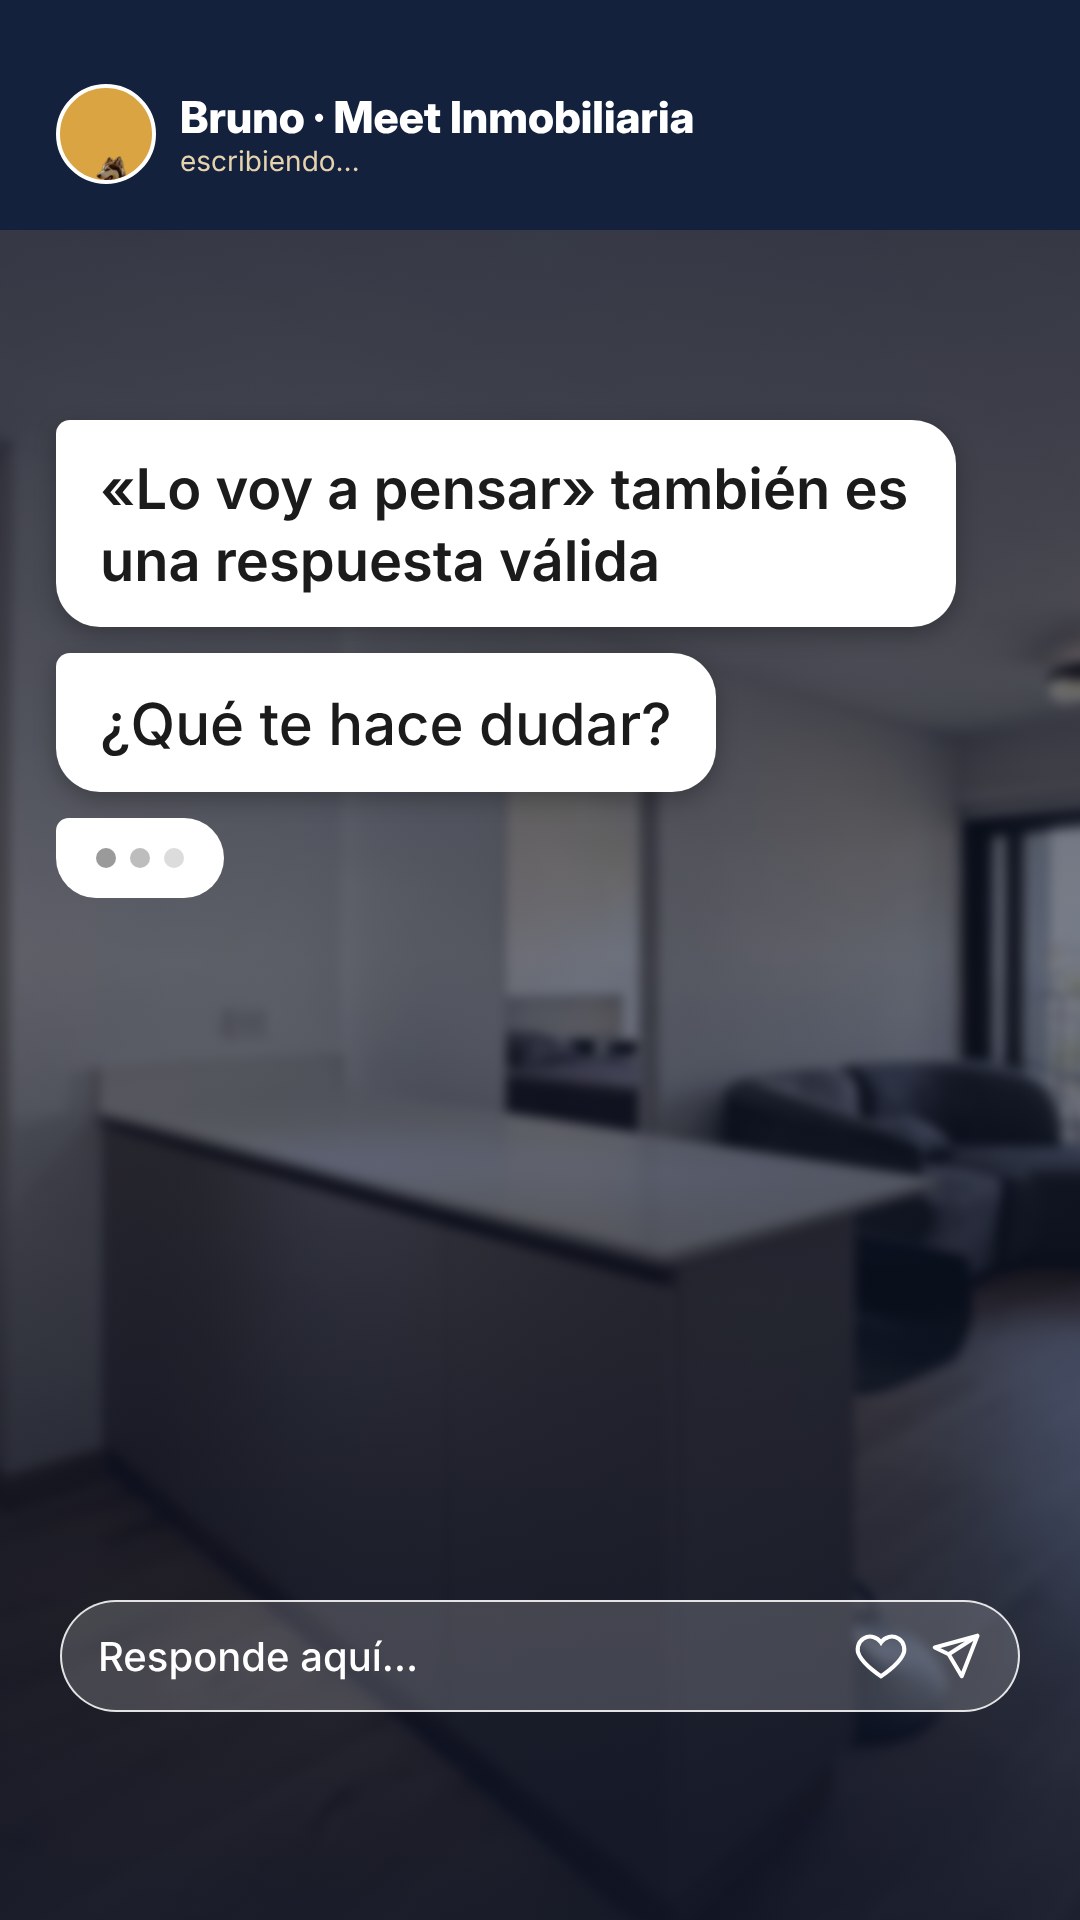 Bruno · Meet Inmobiliaria
escribiendo...
«Lo voy a pensar» también es
una respuesta válida
¿Qué te hace dudar?
Responde aquí...